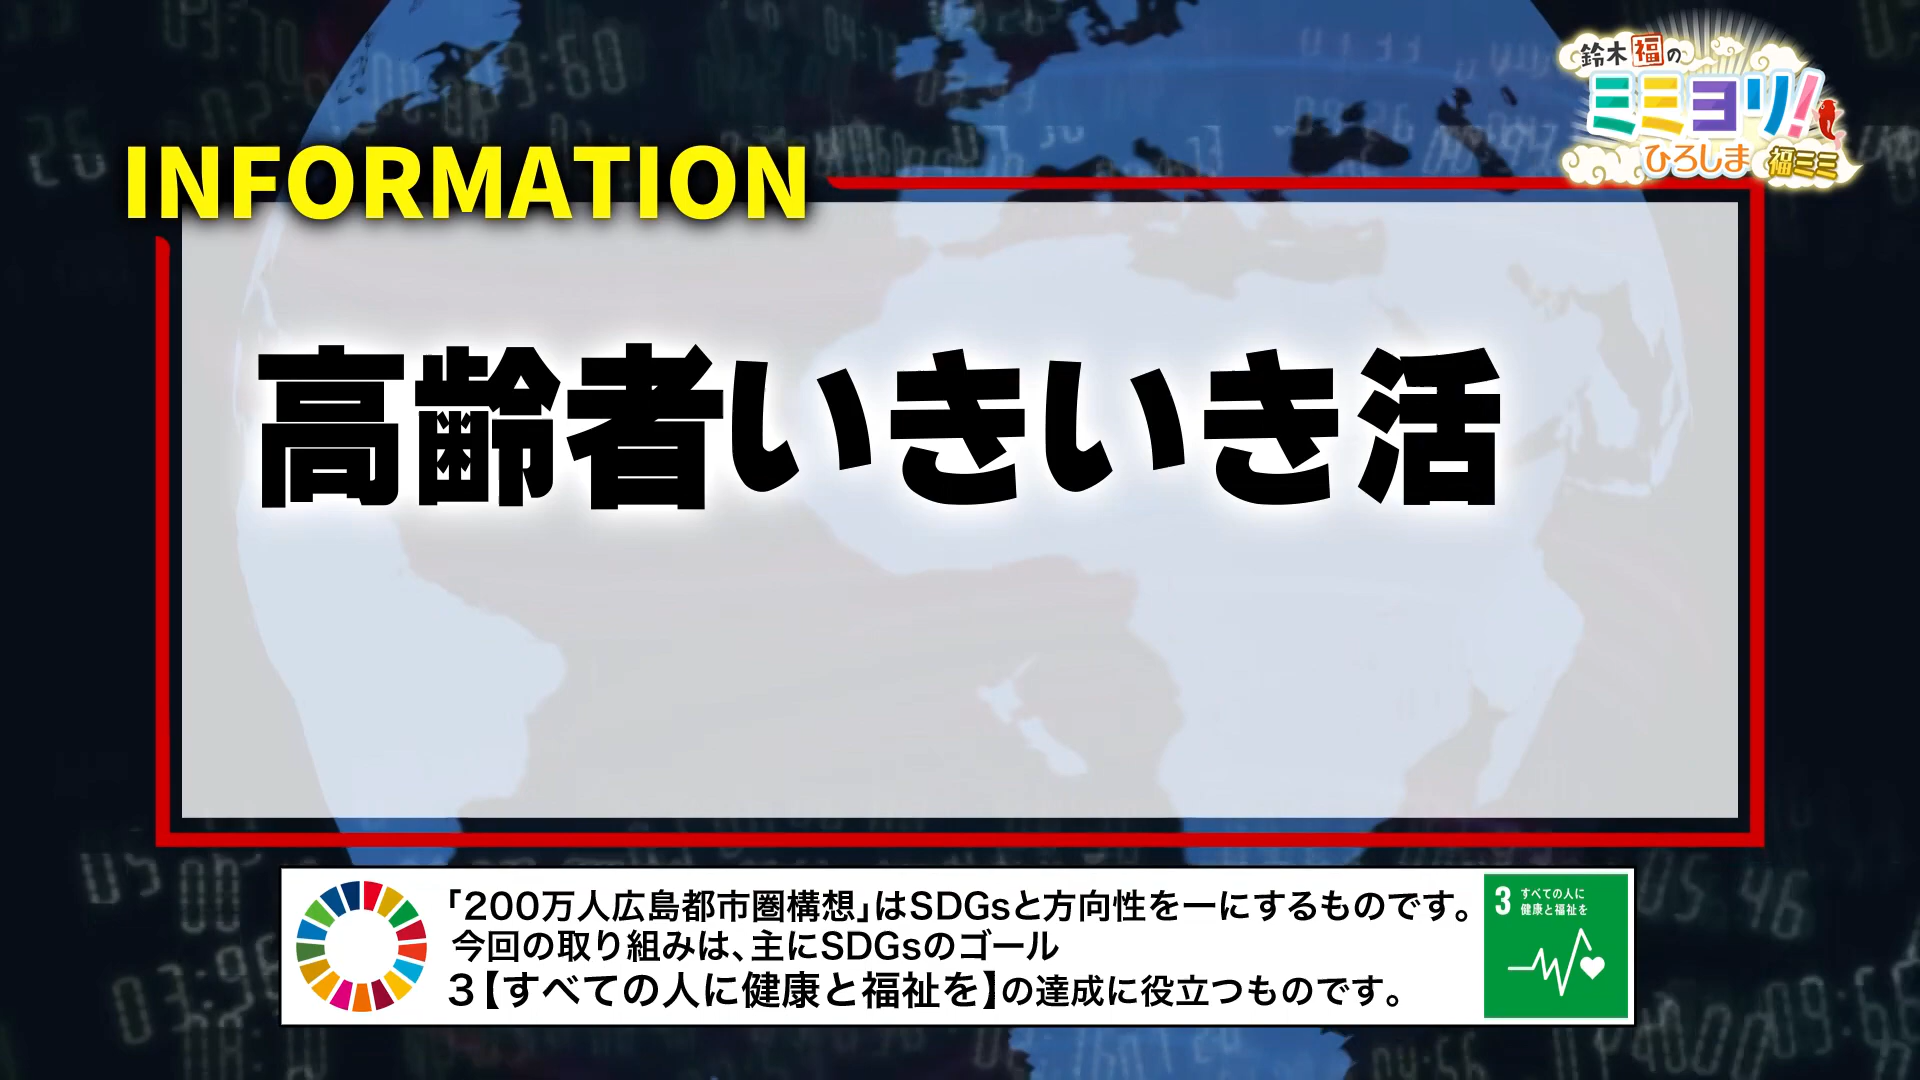 鈴木福の
ミミヨリ!
ひろしま 福ミミ
INFORMATION
高齢者いきいき活
「200万人広島都市圏構想」はSDGsと方向性を一にするものです。
今回の取り組みは、主にSDGsのゴール
3【すべての人に健康と福祉を】の達成に役立つものです。
3 すべての人に
健康と福祉を